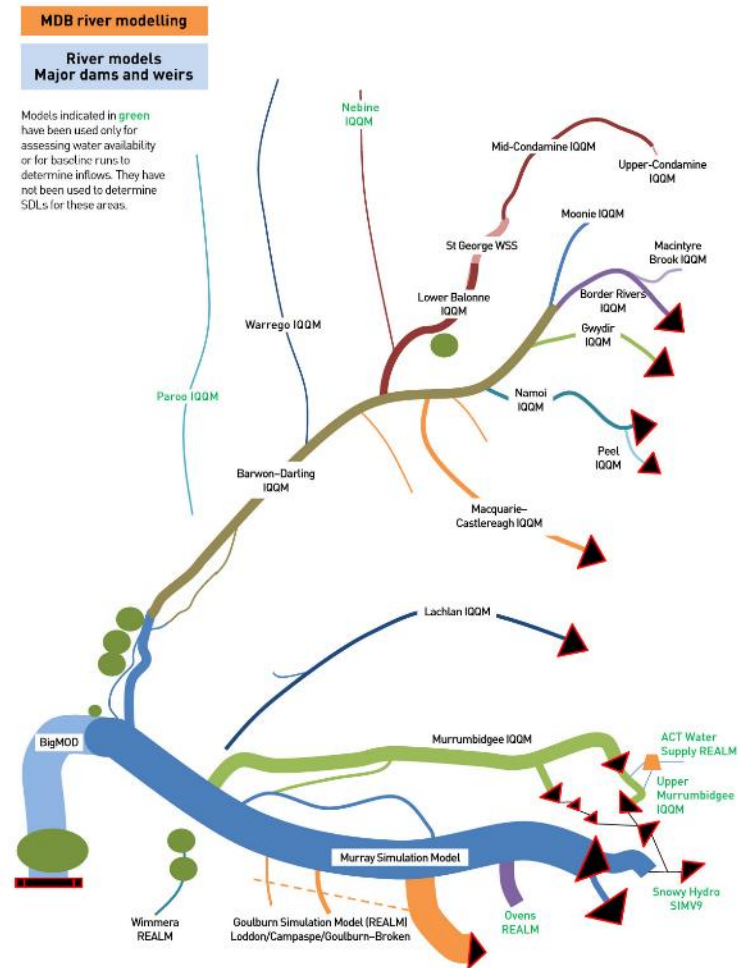 MDB river modelling
River models
Major dams and weirs
Models indicated in green
have been used only for
assessing water availability
or for baseline runs to
determine inflows. They have
not been used to determine
SDLs for these areas.
Nebine
IQQM
Mid-Condamine IQQM
Upper-Condamine
IQQM
Moonie IQQM
St George WSS
Macintyre
Brook IQQM
Lower Balonne
IQQM
Border Rivers
IQQM
Warrego IQQM
Gwydir
IQQM
Paroo IQQM
Namoi
IQQM
Peel
IQQM
Barwon–Darling
IQQM
Macquarie–
Castlereagh IQQM
Lachlan IQQM
BigMOD
Murrumbidgee IQQM
ACT Water
Supply REALM
Upper
Murrumbidgee
IQQM
Murray Simulation Model
Snowy Hydro
SIMV9
Wimmera
REALM
Goulburn Simulation Model (REALM)
Loddon/Campaspe/Goulburn–Broken
Ovens
REALM